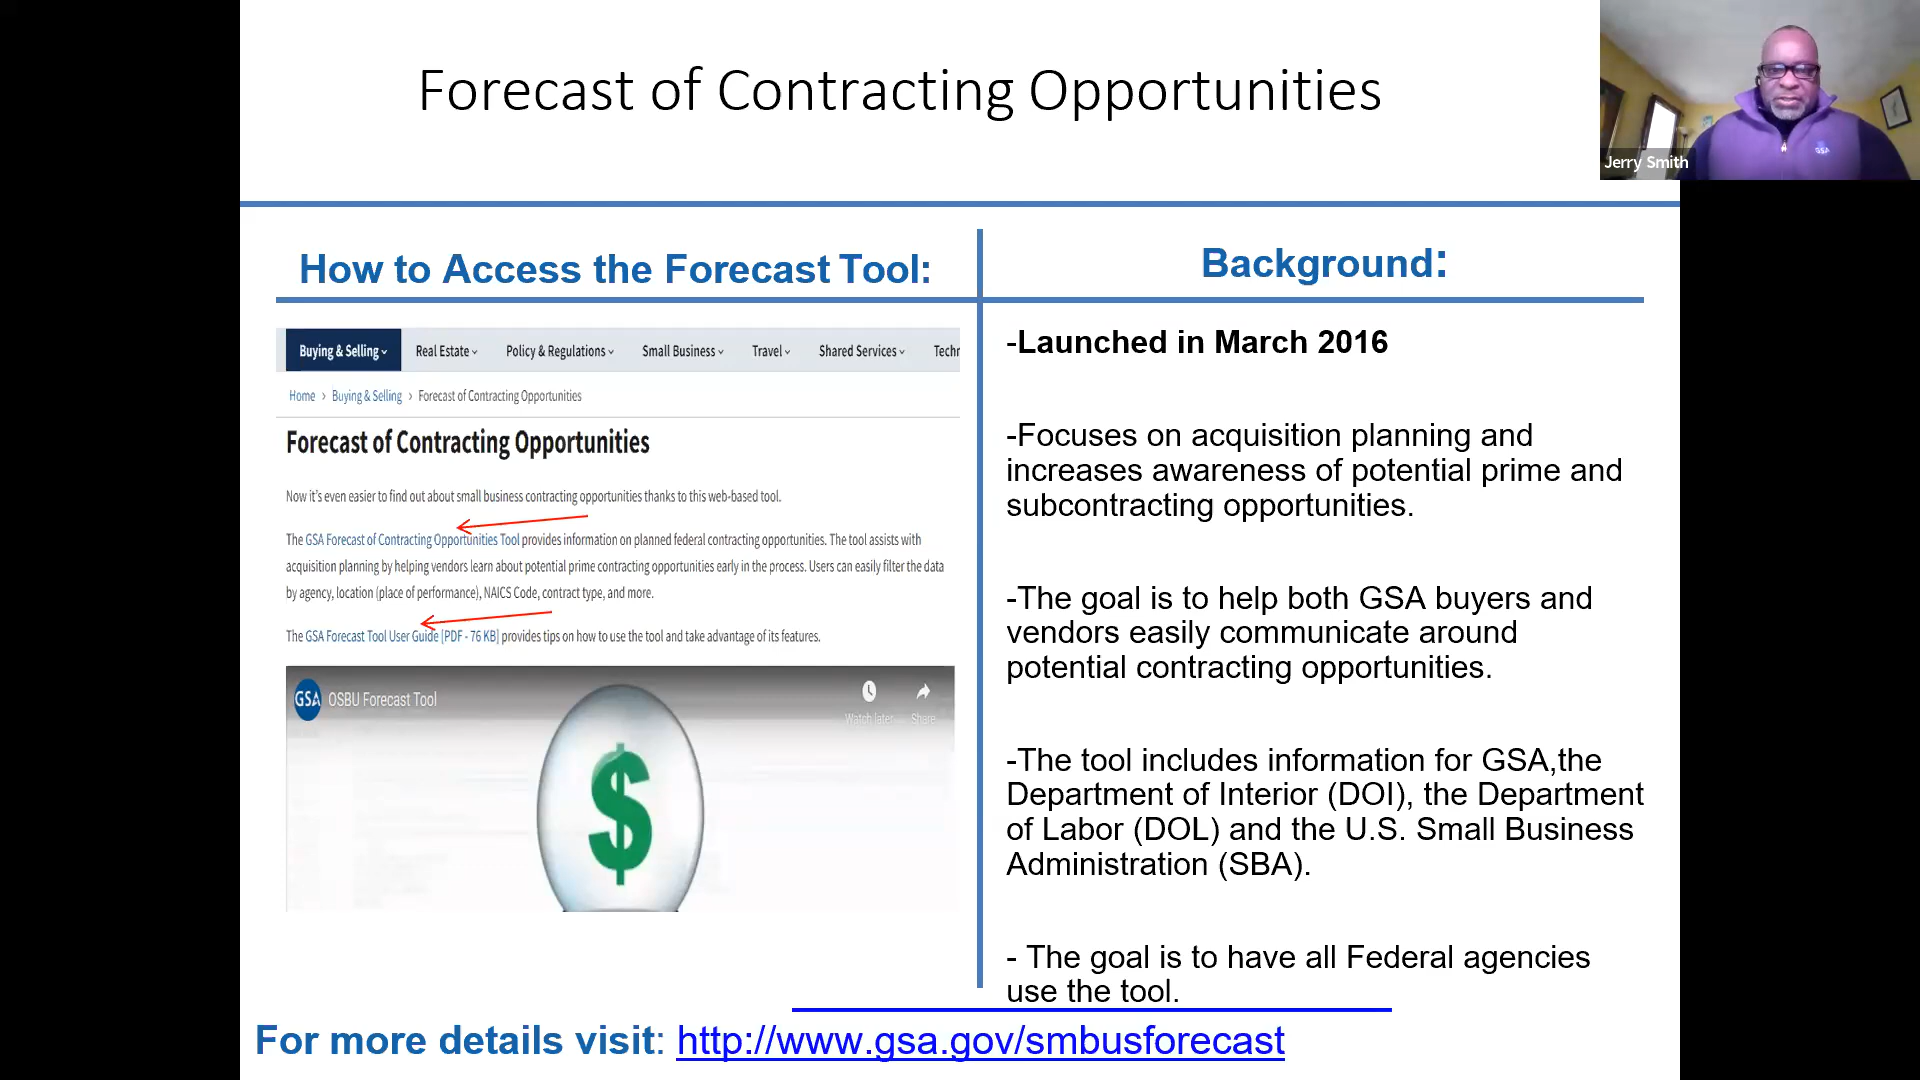 Forecast of Contracting Opportunities
Jerry Smith
GSA
How to Access the Forecast Tool:
Buying & Selling Real Estate Policy & Regulations Small Business Travel Shared Services Techr
Home › Buying & Selling › Forecast of Contracting Opportunities
Forecast of Contracting Opportunities
Now it's even easier to find out about small business contracting opportunities thanks to this web-based tool.
The GSA Forecast of Contracting Opportunities Tool provides information on planned federal contracting opportunities. The tool assists with
acquisition planning by helping vendors learn about potential prime contracting opportunities early in the process. Users can easily filter the data
by agency, location (place of performance), NAICS Code, contract type, and more.
The GSA Forecast Tool User Guide [PDF - 76 KB] provides tips on how to use the tool and take advantage of its features.
GSA OSBU Forecast Tool
Watch later Share
$
Background:
-Launched in March 2016
-Focuses on acquisition planning and
increases awareness of potential prime and
subcontracting opportunities.
-The goal is to help both GSA buyers and
vendors easily communicate around
potential contracting opportunities.
-The tool includes information for GSA,the
Department of Interior (DOI), the Department
of Labor (DOL) and the U.S. Small Business
Administration (SBA).
- The goal is to have all Federal agencies
use the tool.
For more details visit: http://www.gsa.gov/smbusforecast